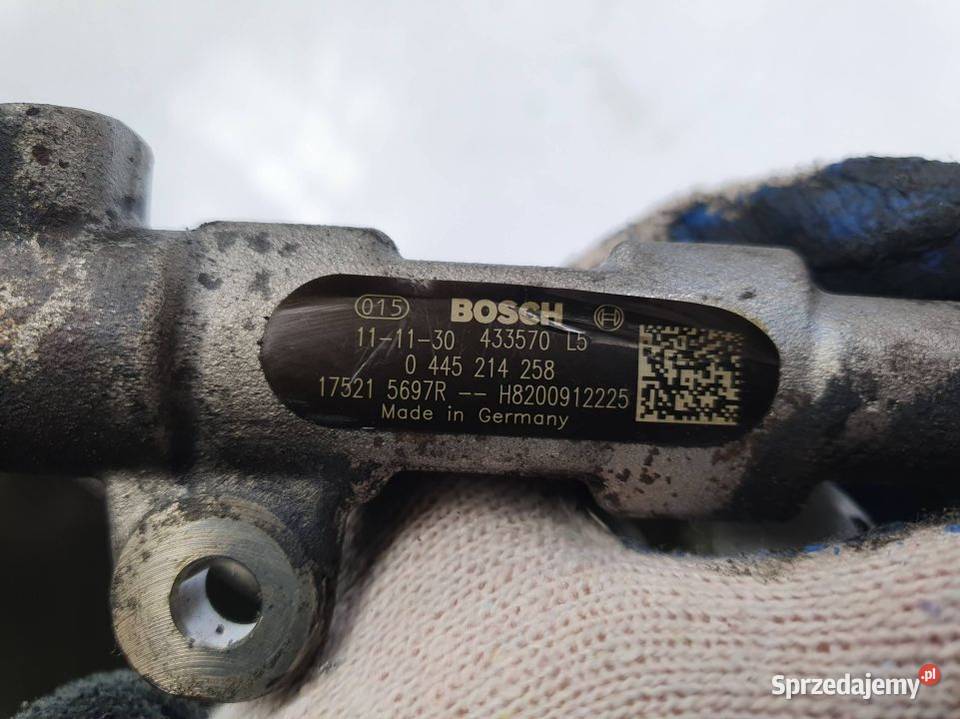 015 BOSCH
11-11-30 433570 L5
0 445 214 258
17521 5697R -- H8200912225
Made in Germany
Sprzedajemy.pl